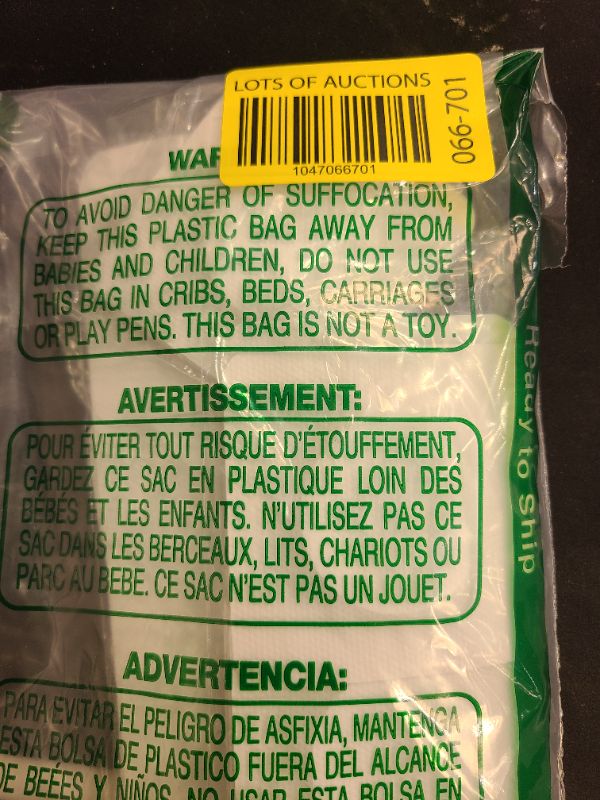 LOTS OF AUCTIONS
1047066701
066-701
TO AVOID DANGER OF SUFFOCATION,
KEEP THIS PLASTIC BAG AWAY FROM
BABIES AND CHILDREN, DO NOT USE
THIS BAG IN CRIBS, BEDS, CARRIAGES
OR PLAY PENS. THIS BAG IS NOT A TOY.
AVERTISSEMENT:
POUR ÉVITER TOUT RISQUE D'ÉTOUFFEMENT,
GARDEZ CE SAC EN PLASTIQUE LOIN DES
BÉBÉS ET LES ENFANTS. N'UTILISEZ PAS CE
SAC DANS LES BERCEAUX, LITS, CHARIOTS OU
PARC AU BEBE. CE SAC N'EST PAS UN JOUET.
ADVERTENCIA:
PARA EVITAR EL PELIGRO DE ASFIXIA, MANTENGA
ESTA BOLSA DE PLASTICO FUERA DEL ALCANCE
DE BEÉES Y NIÑOS. NO USAR ESTA BOLSA EN
Ready to Ship